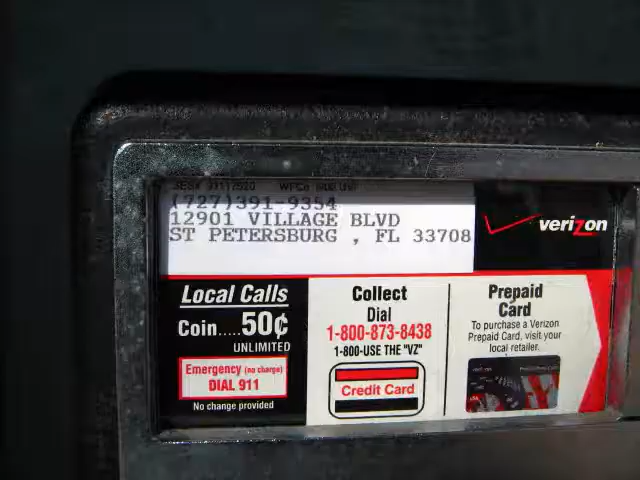 (727)391-9354
12901 VILLAGE BLVD
ST PETERSBURG , FL 33708
verizon
Local Calls
Coin.....50¢
UNLIMITED
Emergency (no charge)
DIAL 911
No change provided
Collect
Dial
1-800-873-8438
1-800-USE THE "VZ"
Credit Card
Prepaid
Card
To purchase a Verizon
Prepaid Card, visit your
local retailer.